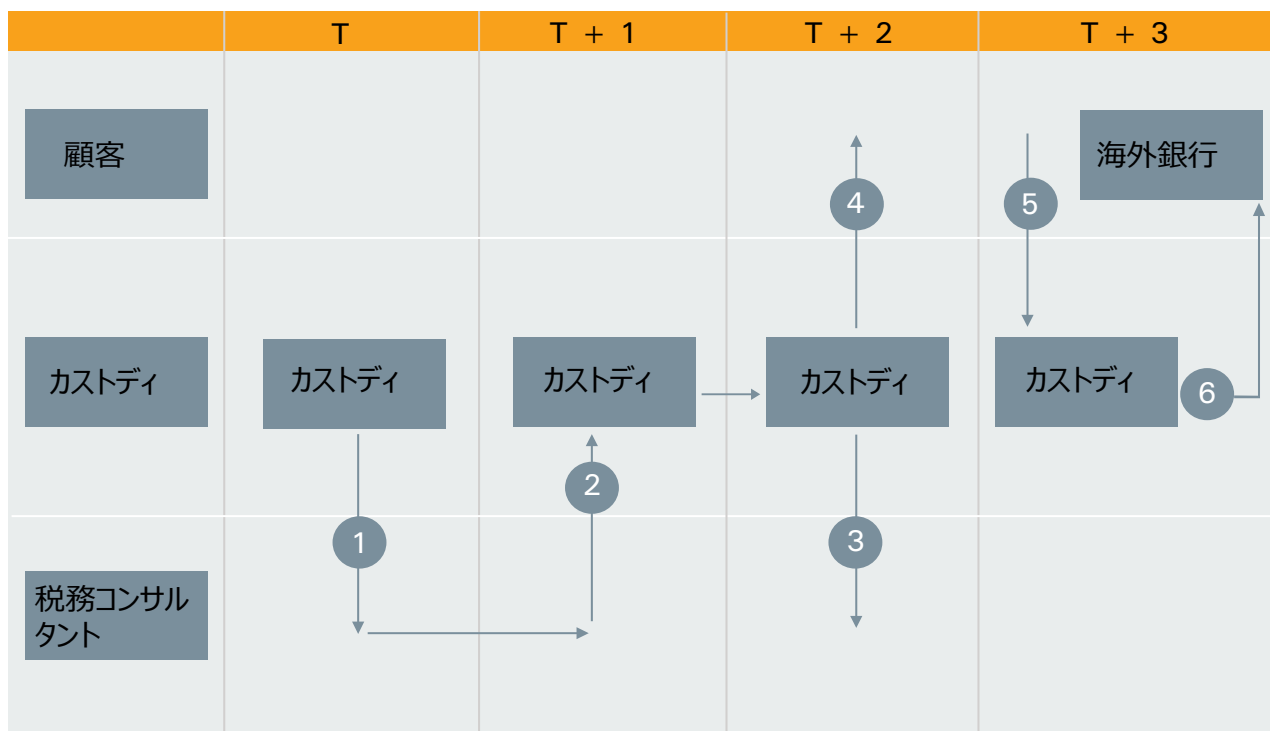 T
T + 1
T + 2
T + 3
顧客
海外銀行
4
5
カストディ
カストディ
カストディ
カストディ
カストディ
6
2
1
3
税務コンサル
タント